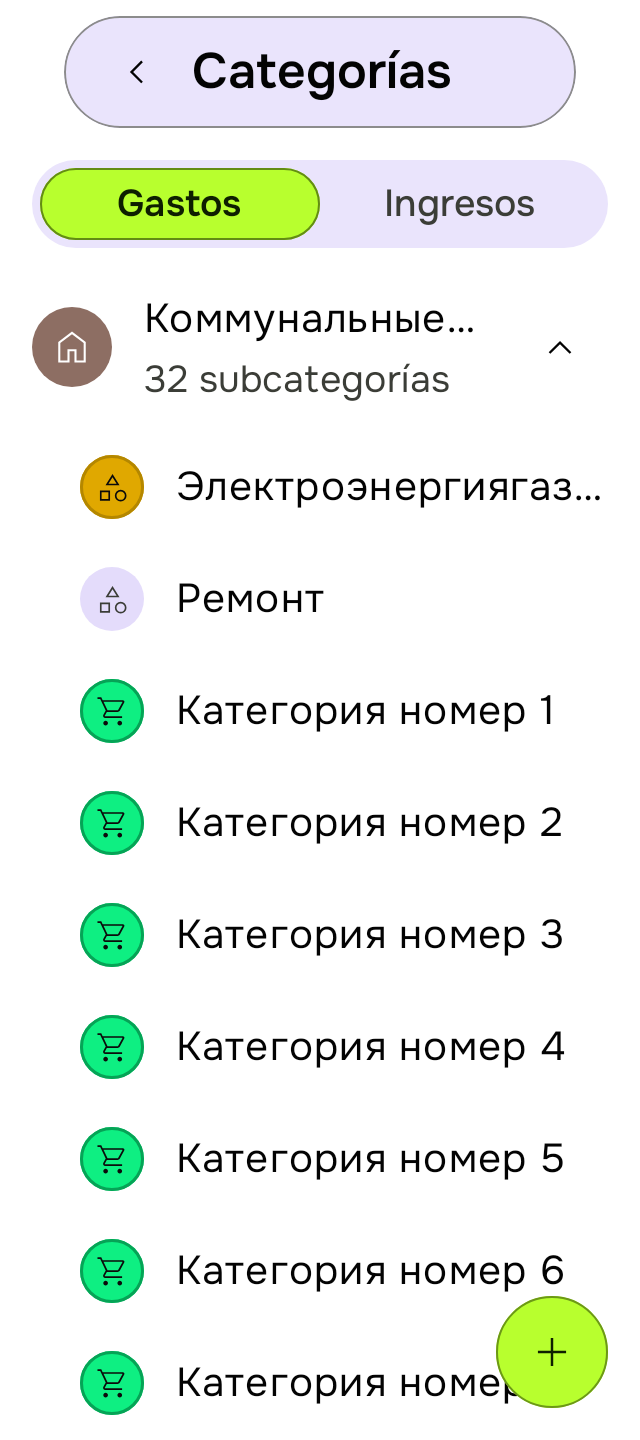 Categorías
Gastos
Ingresos
Коммунальные...
32 subcategorías
Электроэнергиягаз...
Ремонт
Категория номер 1
Категория номер 2
Категория номер 3
Категория номер 4
Категория номер 5
Категория номер 6
Категория номер